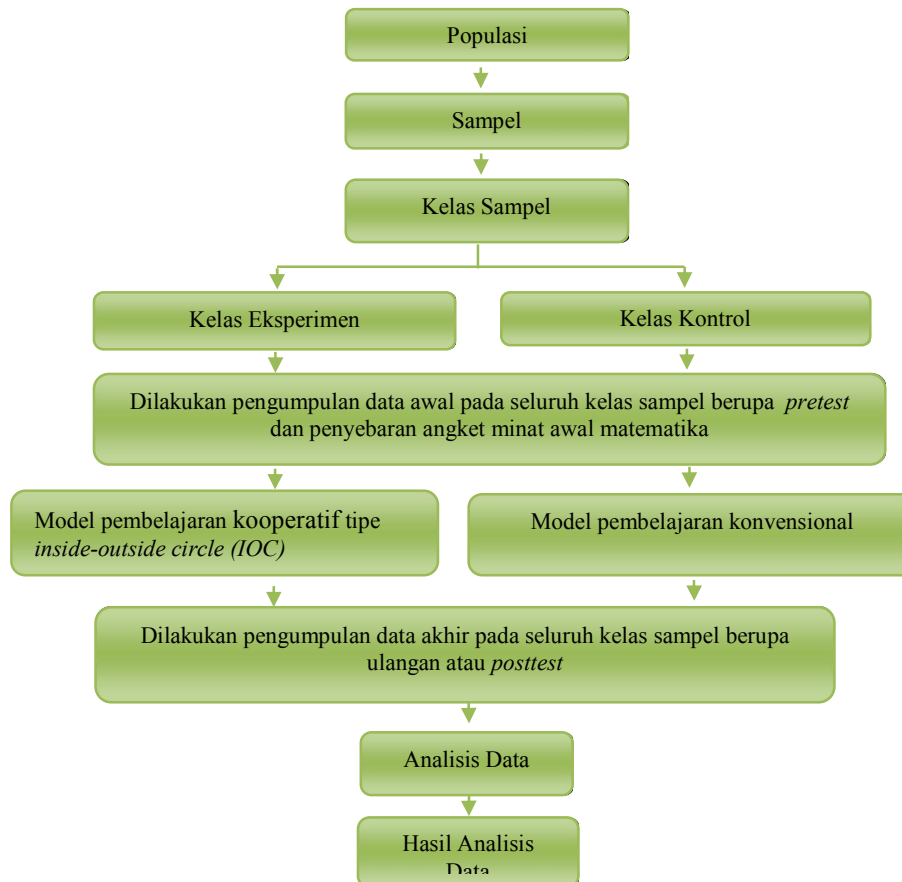 Populasi
Sampel
Kelas Sampel
Kelas Eksperimen
Kelas Kontrol
Dilakukan pengumpulan data awal pada seluruh kelas sampel berupa pretest
dan penyebaran angket minat awal matematika
Model pembelajaran kooperatif tipe
inside-outside circle (IOC)
Model pembelajaran konvensional
Dilakukan pengumpulan data akhir pada seluruh kelas sampel berupa
ulangan atau posttest
Analisis Data
Hasil Analisis
Data